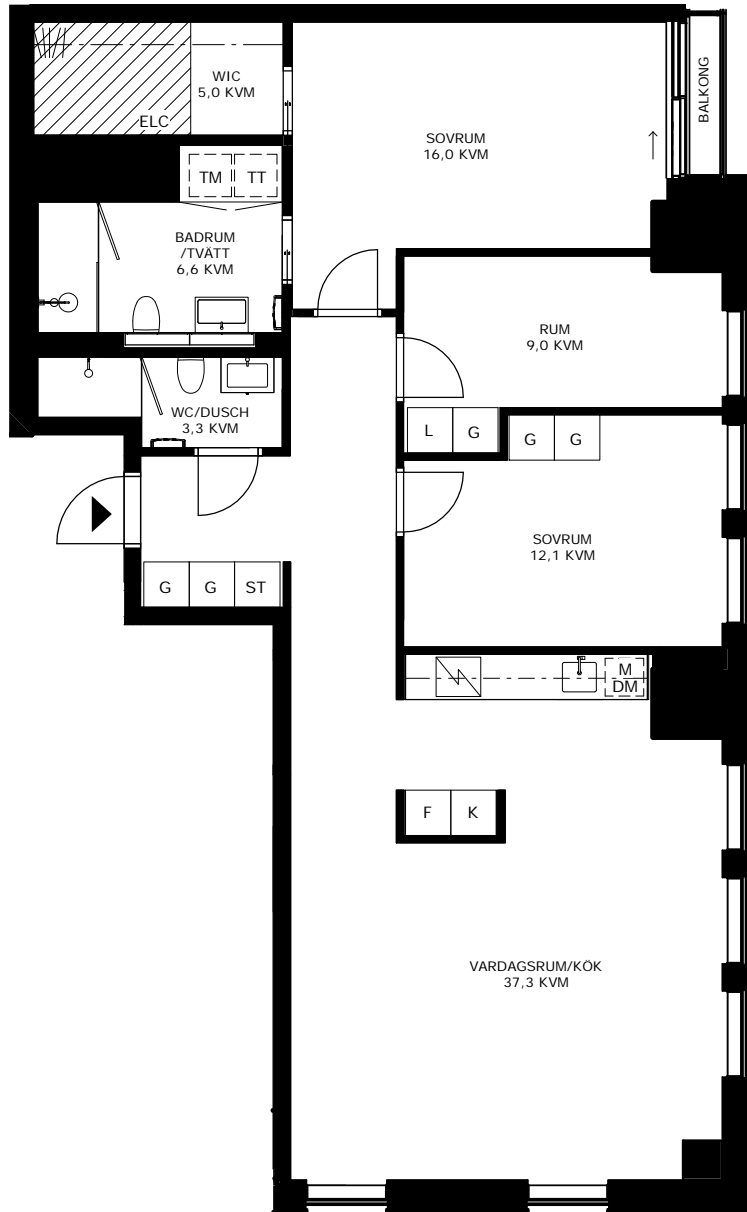 WIC
5,0 KVM
ELC
BALKONG
SOVRUM
16,0 KVM
TM
TT
BADRUM
/TVÄTT
6,6 KVM
RUM
9,0 KVM
WC/DUSCH
3,3 KVM
L
G
G
G
SOVRUM
12,1 KVM
G
G
ST
M
DM
F
K
VARDAGSRUM/KÖK
37,3 KVM